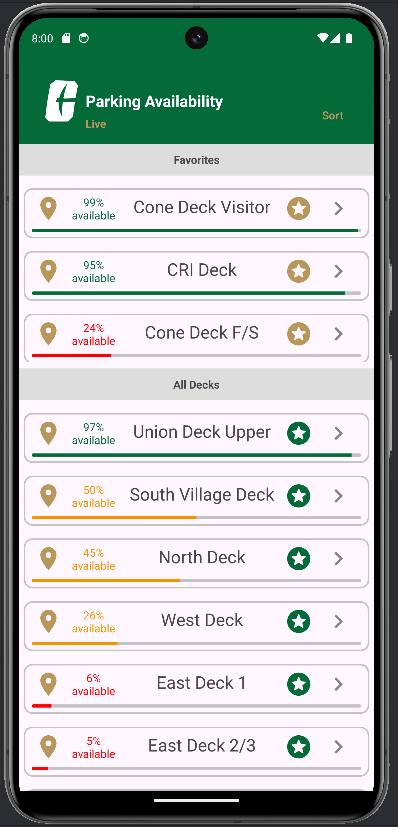 8:00
Parking Availability
Live
Sort
Favorites
99%
available
Cone Deck Visitor
95%
available
CRI Deck
24%
available
Cone Deck F/S
All Decks
97%
available
Union Deck Upper
50%
available
South Village Deck
45%
available
North Deck
26%
available
West Deck
6%
available
East Deck 1
5%
available
East Deck 2/3